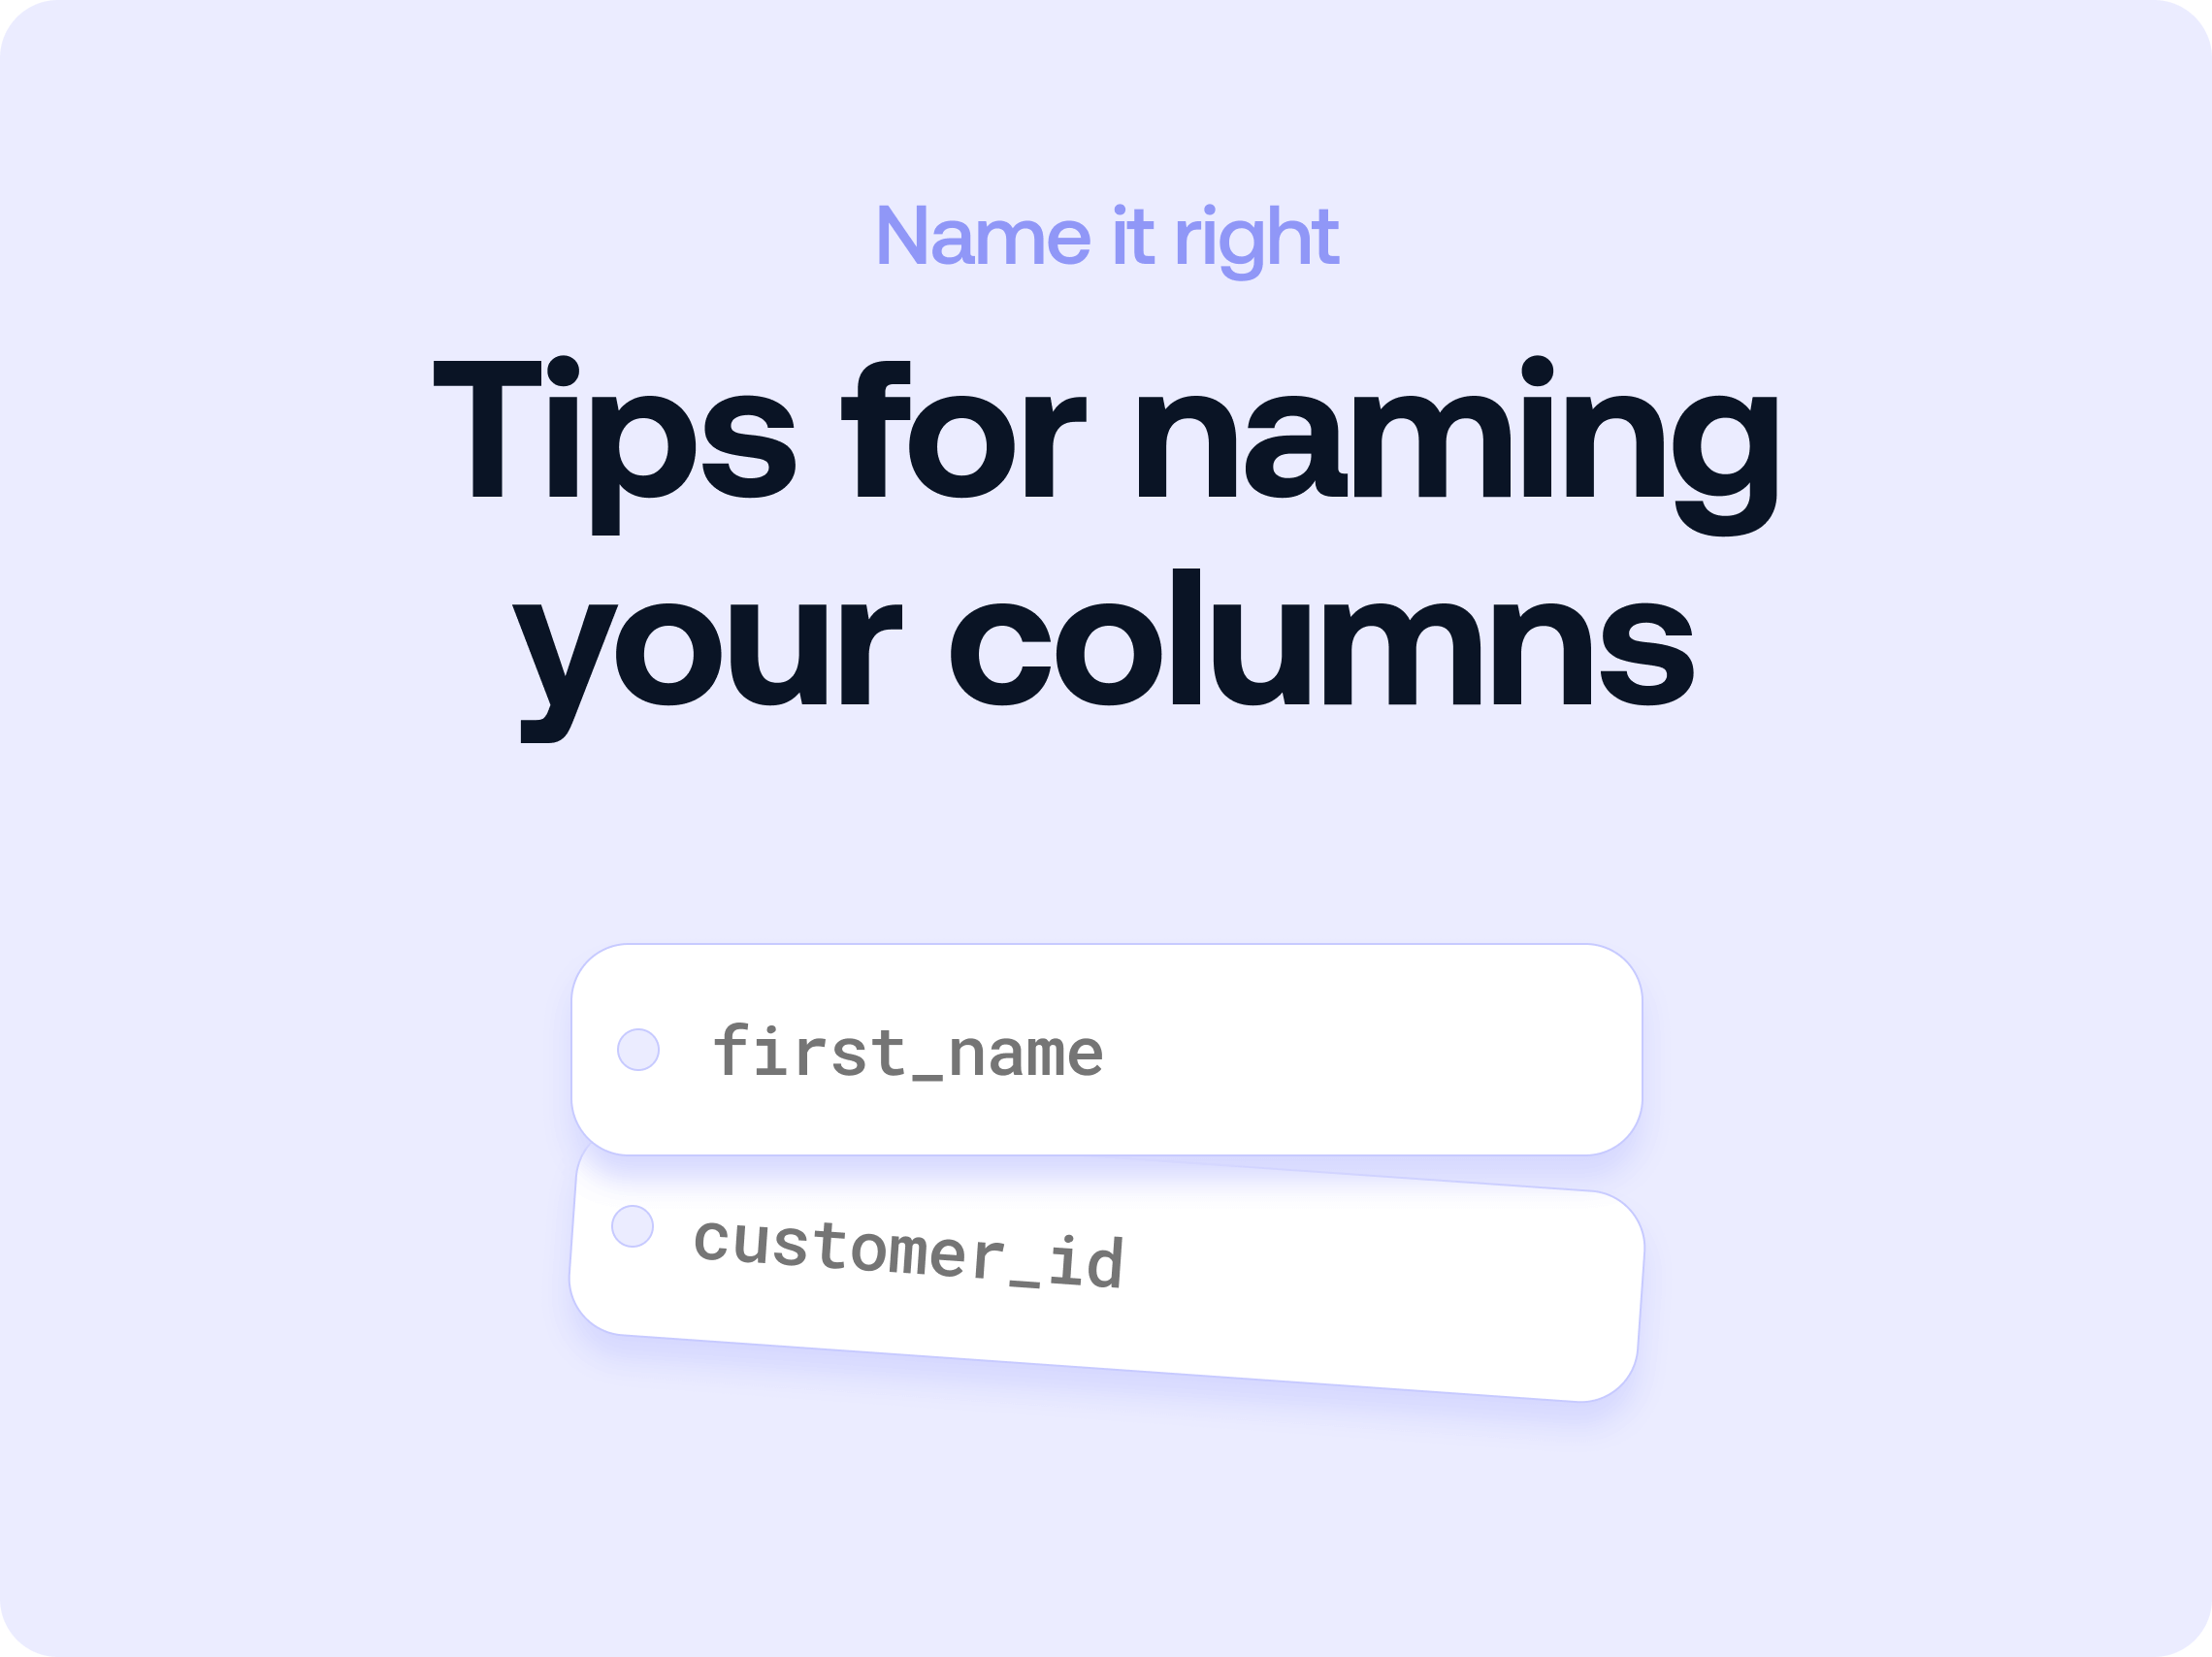 Name it right
Tips for naming
your columns
first_name
customer_id